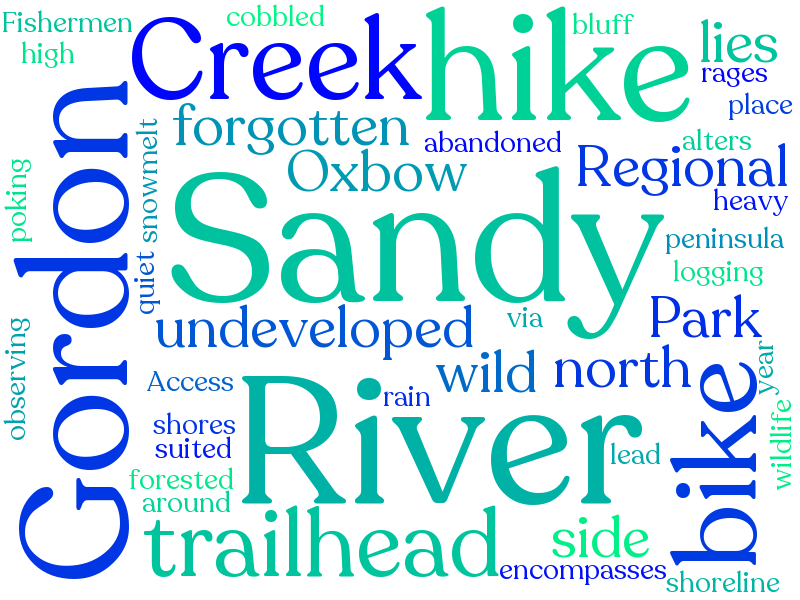 Fishermen
cobbled
bluff
lies
high
Creek
hike
rages
place
forgotten
abandoned
alters
snowmelt
Oxbow
Regional
poking
Gordon
Sandy
heavy
peninsula
quiet
logging
undeveloped
via
Park
observing
Access
wild
north
year
rain
bike
shores
River
wildlife
suited
lead
forested
around
trailhead
side
encompasses
shoreline